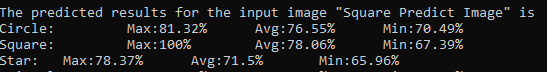 The predicted results for the input image "Square Predict Image" is
Circle: Max:81.32% Avg:76.55% Min:70.49%
Square: Max:100% Avg:78.06% Min:67.39%
Star: Max:78.37% Avg:71.5% Min:65.96%